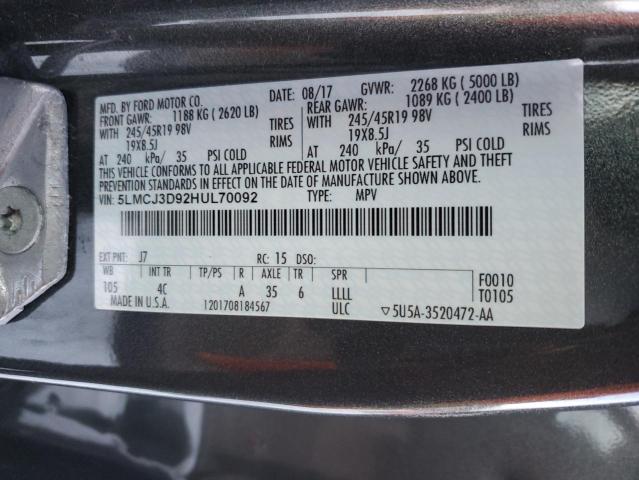 MFD. BY FORD MOTOR CO.
DATE: 08/17 GVWR: 2268 KG ( 5000 LB)
FRONT GAWR: 1188 KG ( 2620 LB) REAR GAWR: 1089 KG ( 2400 LB)
WITH 245/45R19 98V TIRES WITH 245/45R19 98V TIRES
19X8.5J RIMS 19X8.5J RIMS
AT 240 kPa/ 35 PSI COLD AT 240 kPa/ 35 PSI COLD
THIS VEHICLE CONFORMS TO ALL APPLICABLE FEDERAL MOTOR VEHICLE SAFETY AND THEFT
PREVENTION STANDARDS IN EFFECT ON THE DATE OF MANUFACTURE SHOWN ABOVE.
VIN: 5LMCJ3D92HUL70092 TYPE: MPV
EXT PNT: J7 RC: 15 DSO:
WB INT TR TP/PS R AXLE TR SPR F0010
105 4C A 35 6 LLLL T0105
MADE IN U.S.A. 1201708184567 ULC ▽5U5A-3520472-AA